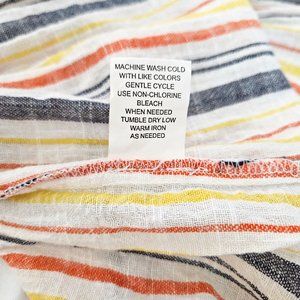 MACHINE WASH COLD
WITH LIKE COLORS
GENTLE CYCLE
USE NON-CHLORINE
BLEACH
WHEN NEEDED
TUMBLE DRY LOW
WARM IRON
AS NEEDED